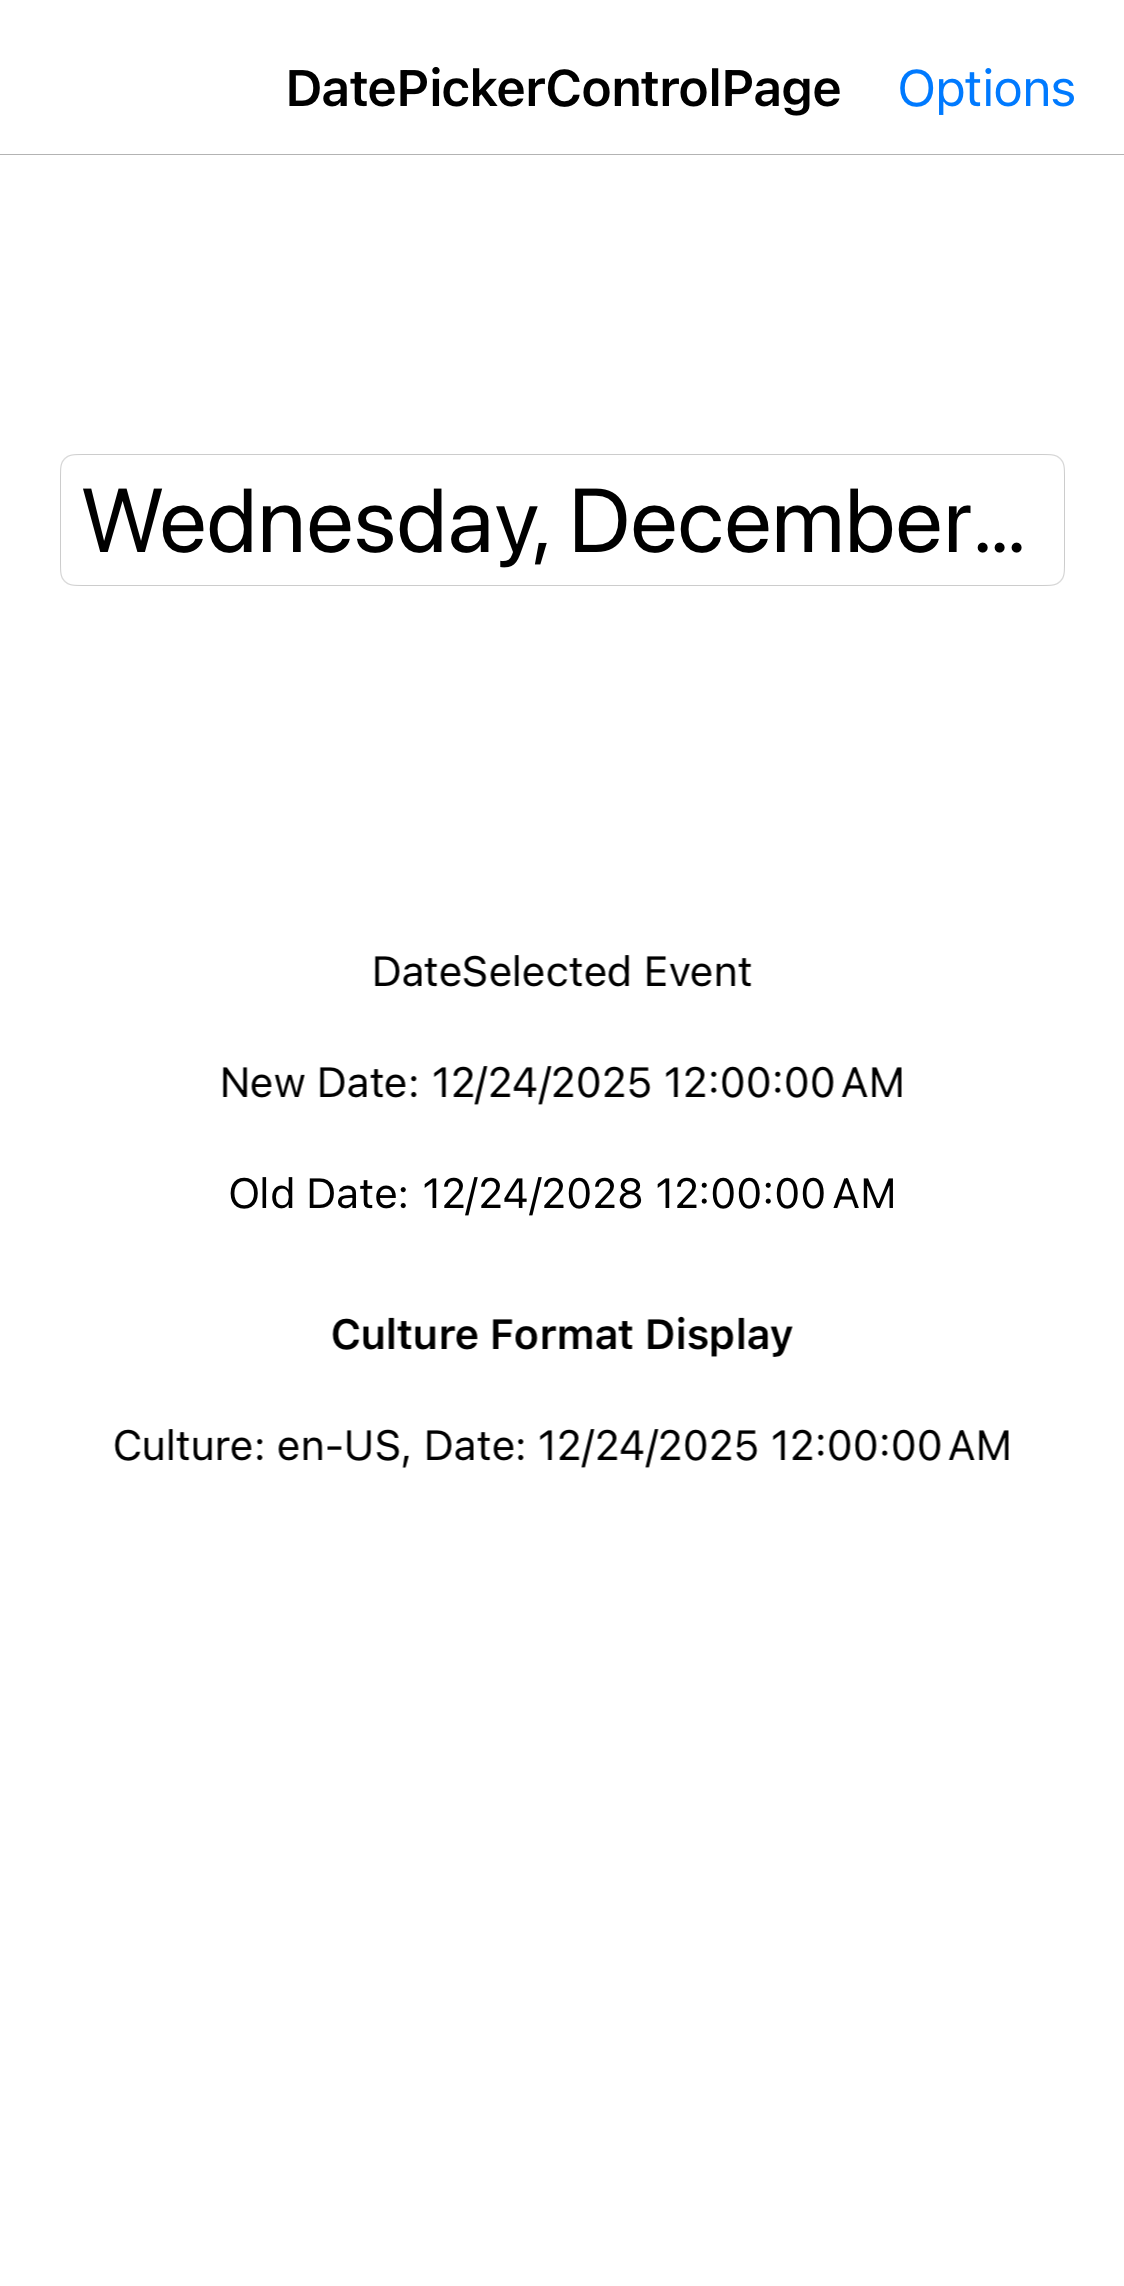 DatePickerControlPage Options
Wednesday, December...
DateSelected Event
New Date: 12/24/2025 12:00:00 AM
Old Date: 12/24/2028 12:00:00 AM
Culture Format Display
Culture: en-US, Date: 12/24/2025 12:00:00 AM